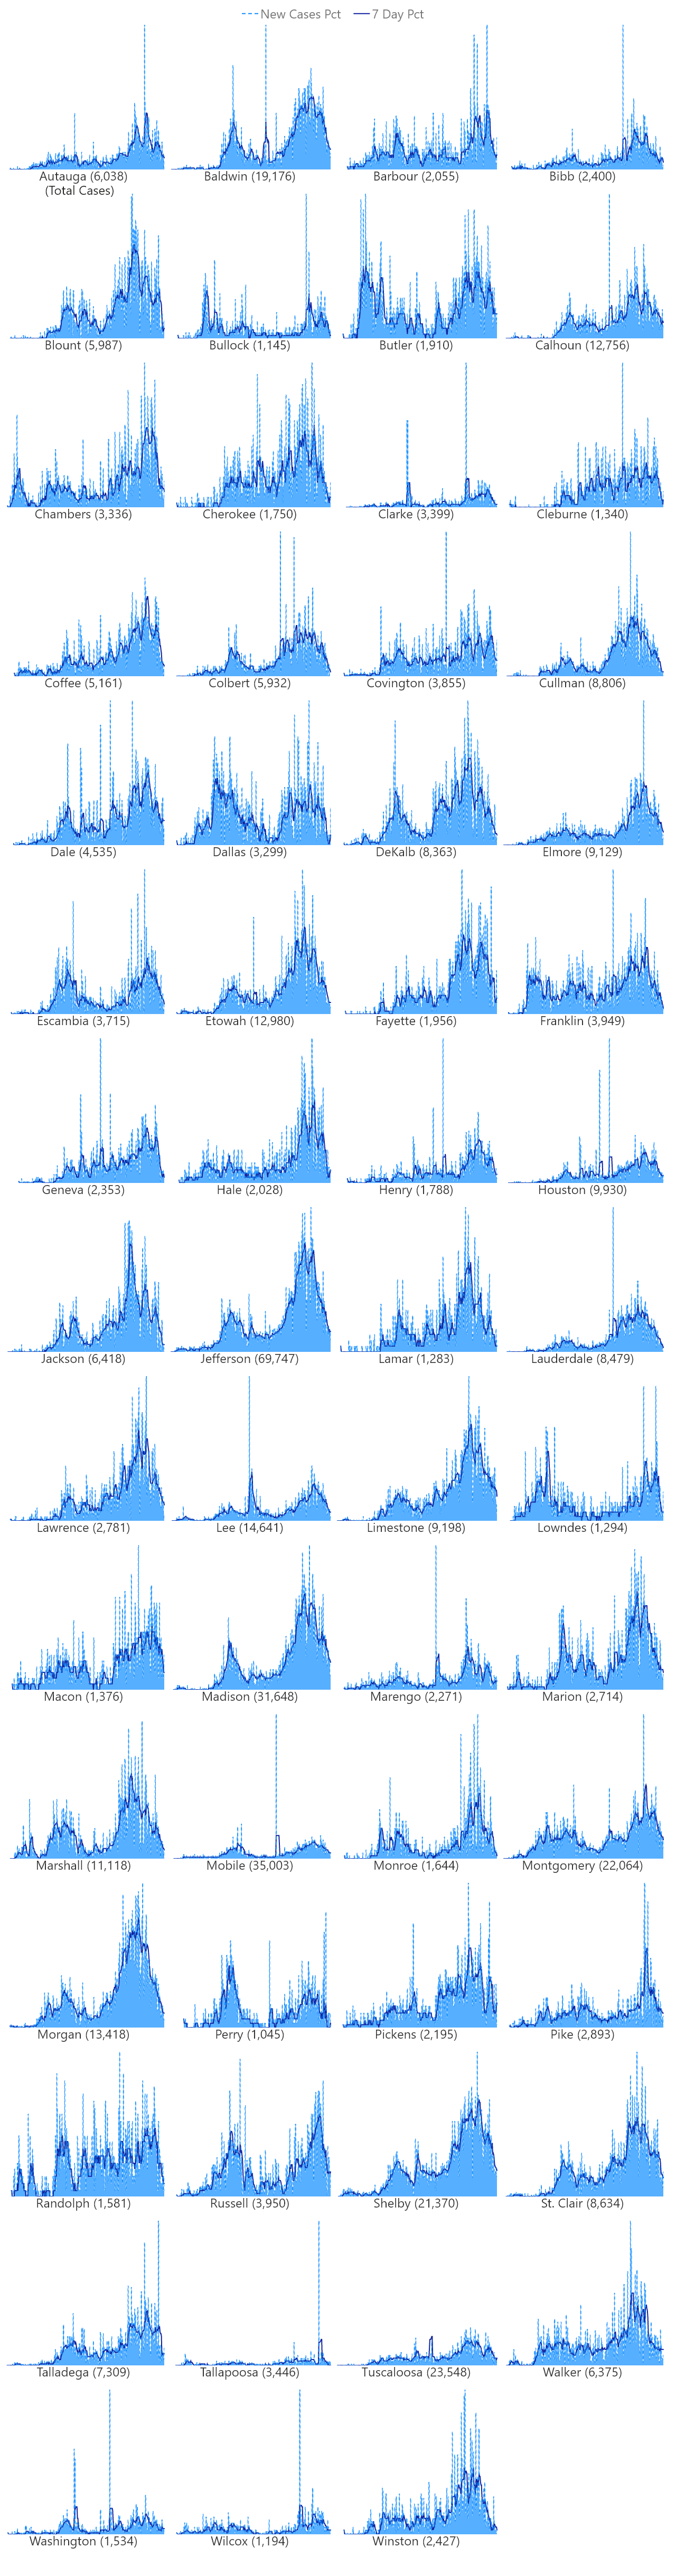 New Cases Pct 7 Day Pct
Autauga (6,038) Baldwin (19,176) Barbour (2,055) Bibb (2,400)
(Total Cases)
Blount (5,987) Bullock (1,145) Butler (1,910) Calhoun (12,756)
Chambers (3,336) Cherokee (1,750) Clarke (3,399) Cleburne (1,340)
Coffee (5,161) Colbert (5,932) Covington (3,855) Cullman (8,806)
Dale (4,535) Dallas (3,299) DeKalb (8,363) Elmore (9,129)
Escambia (3,715) Etowah (12,980) Fayette (1,956) Franklin (3,949)
Geneva (2,353) Hale (2,028) Henry (1,788) Houston (9,930)
Jackson (6,418) Jefferson (69,747) Lamar (1,283) Lauderdale (8,479)
Lawrence (2,781) Lee (14,641) Limestone (9,198) Lowndes (1,294)
Macon (1,376) Madison (31,648) Marengo (2,271) Marion (2,714)
Marshall (11,118) Mobile (35,003) Monroe (1,644) Montgomery (22,064)
Morgan (13,418) Perry (1,045) Pickens (2,195) Pike (2,893)
Randolph (1,581) Russell (3,950) Shelby (21,370) St. Clair (8,634)
Talladega (7,309) Tallapoosa (3,446) Tuscaloosa (23,548) Walker (6,375)
Washington (1,534) Wilcox (1,194) Winston (2,427)